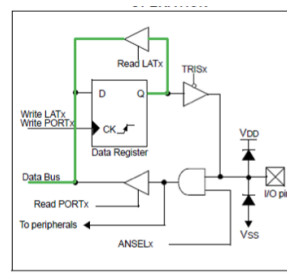 Read LATx
TRISx
D Q
Write LATx
Write PORTx
CK
Data Register
VDD
Data Bus
I/O pin
Read PORTx
To peripherals
VSS
ANSELx